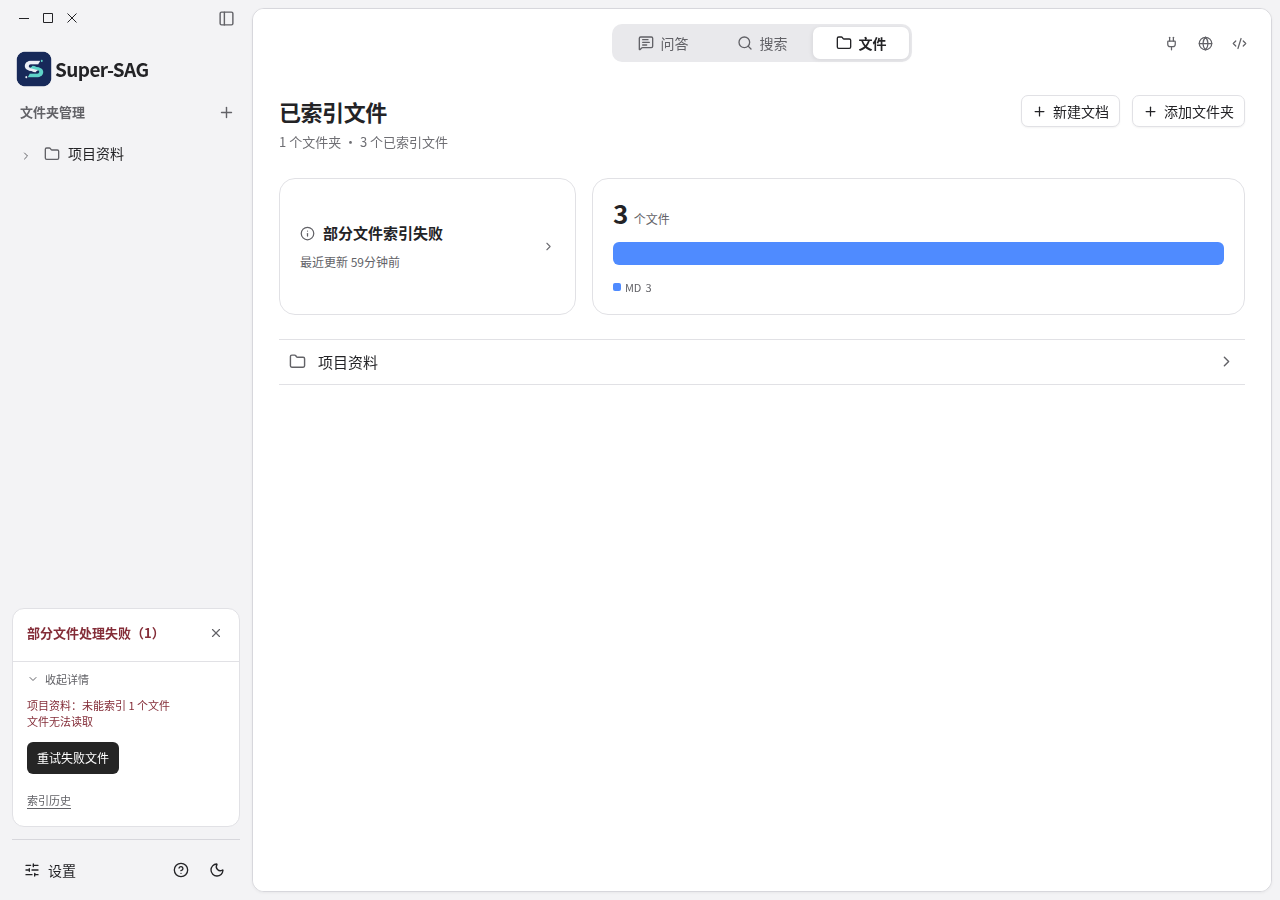 Super-SAG
文件夹管理
项目资料
部分文件处理失败（1）
收起详情
项目资料：未能索引 1 个文件
文件无法读取
重试失败文件
索引历史
设置
问答
搜索
文件
已索引文件
1 个文件夹 · 3 个已索引文件
新建文档
添加文件夹
部分文件索引失败
最近更新 59分钟前
3 个文件
MD 3
项目资料